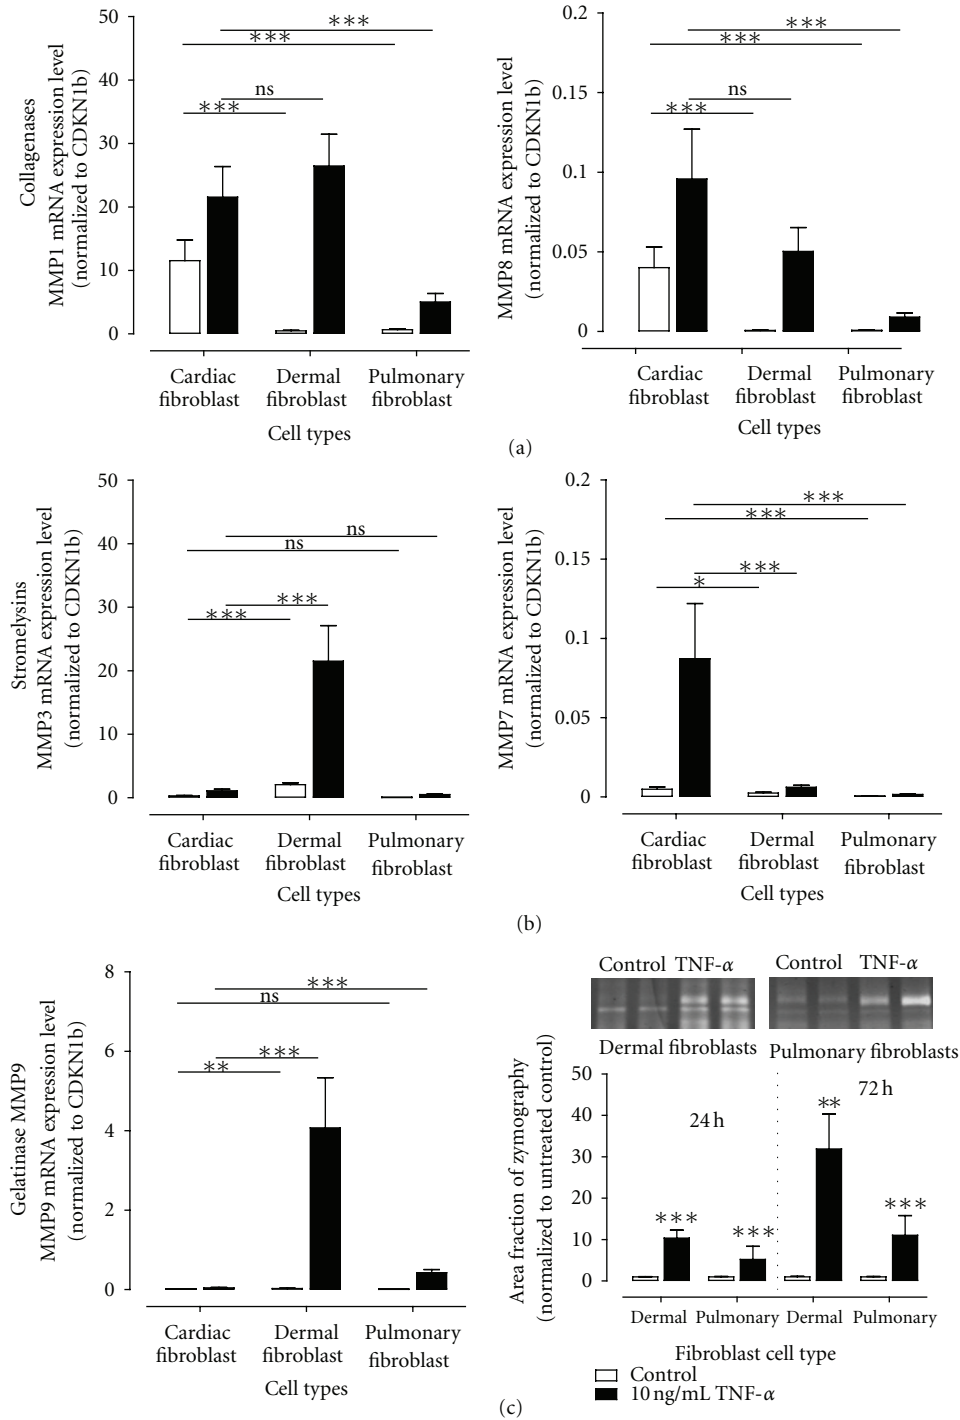 Collagenases
MMP1 mRNA expression level
(normalized to CDKN1b)
50
40
30
20
10
0
***
***
ns
***
Cardiac
fibroblast
Dermal
fibroblast
Pulmonary
fibroblast
Cell types
MMP8 mRNA expression level
(normalized to CDKN1b)
0.2
0.15
0.1
0.05
0
***
***
ns
***
Cardiac
fibroblast
Dermal
fibroblast
Pulmonary
fibroblast
Cell types
(a)
Stromelysins
MMP3 mRNA expression level
(normalized to CDKN1b)
50
40
30
20
10
0
ns
ns
***
***
Cardiac
fibroblast
Dermal
fibroblast
Pulmonary
fibroblast
Cell types
MMP7 mRNA expression level
(normalized to CDKN1b)
0.2
0.15
0.1
0.05
0
***
***
***
*
Cardiac
fibroblast
Dermal
fibroblast
Pulmonary
fibroblast
Cell types
(b)
Gelatinase MMP9
MMP9 mRNA expression level
(normalized to CDKN1b)
8
6
4
2
0
***
ns
***
**
Cardiac
fibroblast
Dermal
fibroblast
Pulmonary
fibroblast
Cell types
Control TNF-α
Control TNF-α
Dermal fibroblasts
Pulmonary fibroblasts
Area fraction of zymography
(normalized to untreated control)
50
40
30
20
10
0
24 h
72 h
***
***
**
***
Dermal
Pulmonary
Dermal
Pulmonary
Fibroblast cell type
Control
10 ng/mL TNF-α
(c)